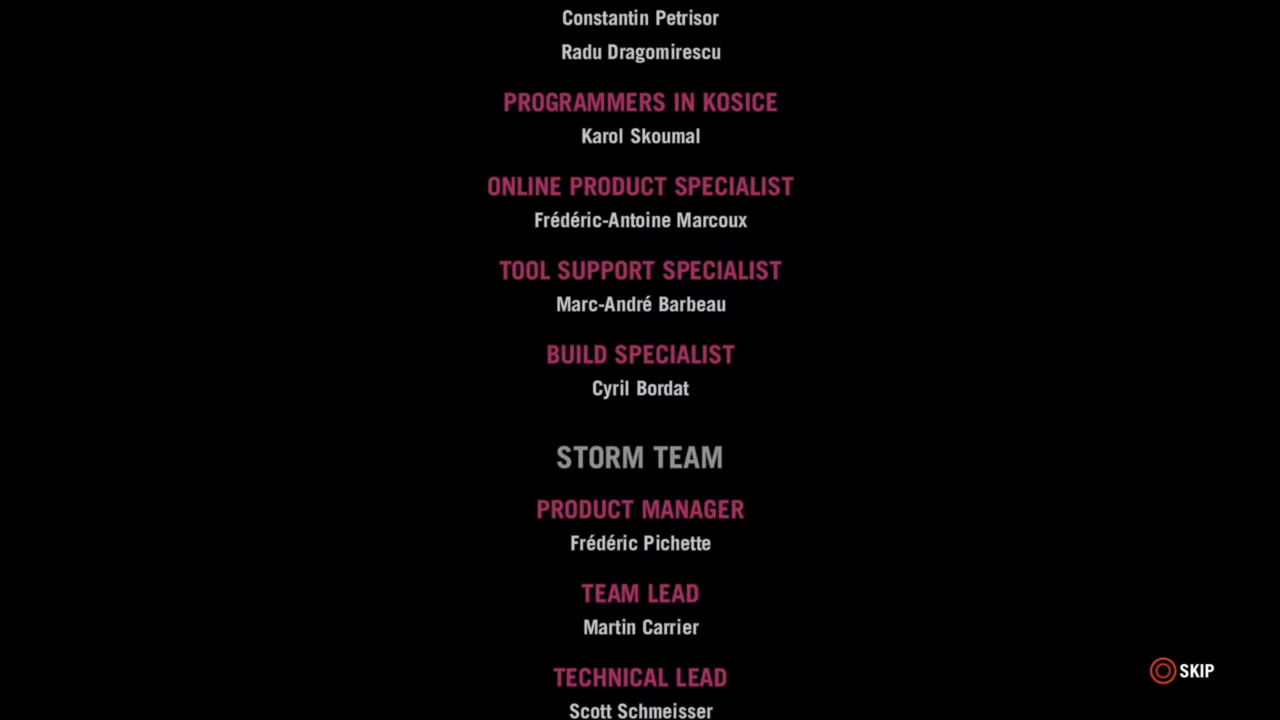 Constantin Petrisor
Radu Dragomirescu
PROGRAMMERS IN KOSICE
Karol Skoumal
ONLINE PRODUCT SPECIALIST
Frédéric-Antoine Marcoux
TOOL SUPPORT SPECIALIST
Marc-André Barbeau
BUILD SPECIALIST
Cyril Bordat
STORM TEAM
PRODUCT MANAGER
Frédéric Pichette
TEAM LEAD
Martin Carrier
TECHNICAL LEAD
Scott Schmeisser
SKIP